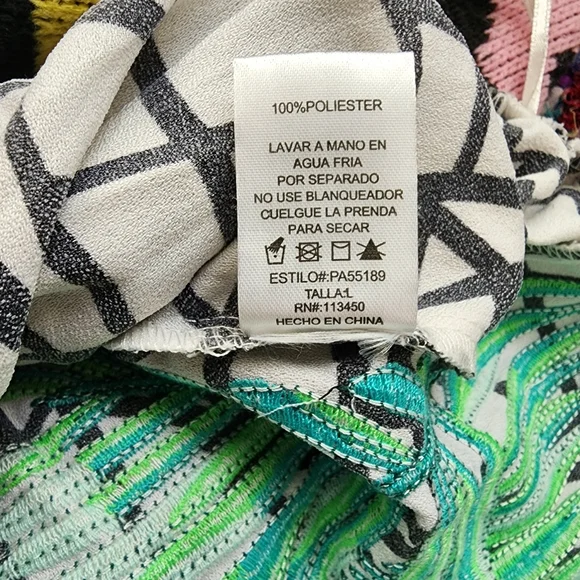 100%POLIESTER
LAVAR A MANO EN
AGUA FRIA
POR SEPARADO
NO USE BLANQUEADOR
CUELGUE LA PRENDA
PARA SECAR
ESTILO#:PA55189
TALLA:L
RN#:113450
HECHO EN CHINA